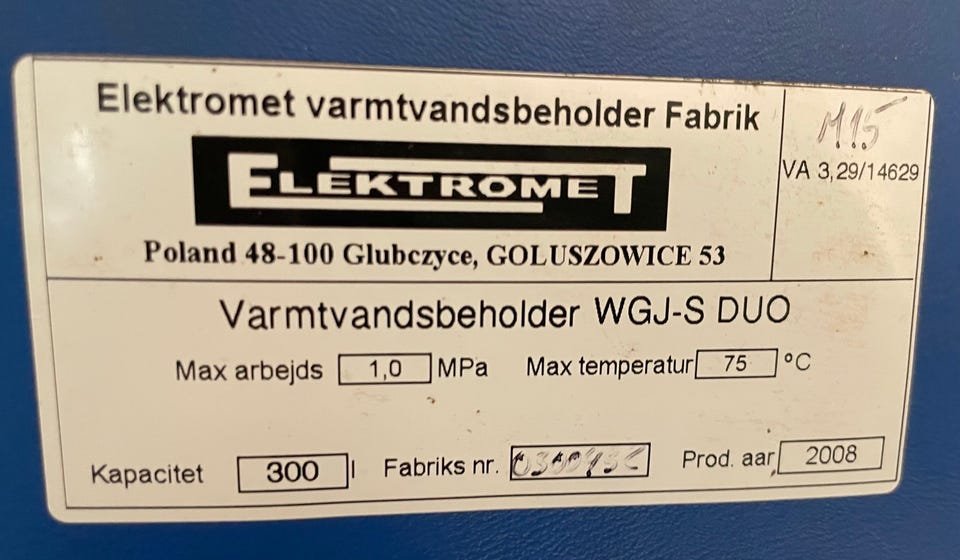 Elektromet varmtvandsbeholder Fabrik
M15
VA 3,29/14629
ELEKTROMET
Poland 48-100 Glubczyce, GOLUSZOWICE 53
Varmtvandsbeholder WGJ-S DUO
Max arbejds 1,0 MPa Max temperatur 75 °C
Kapacitet 300 l Fabriks nr. Prod. aar 2008